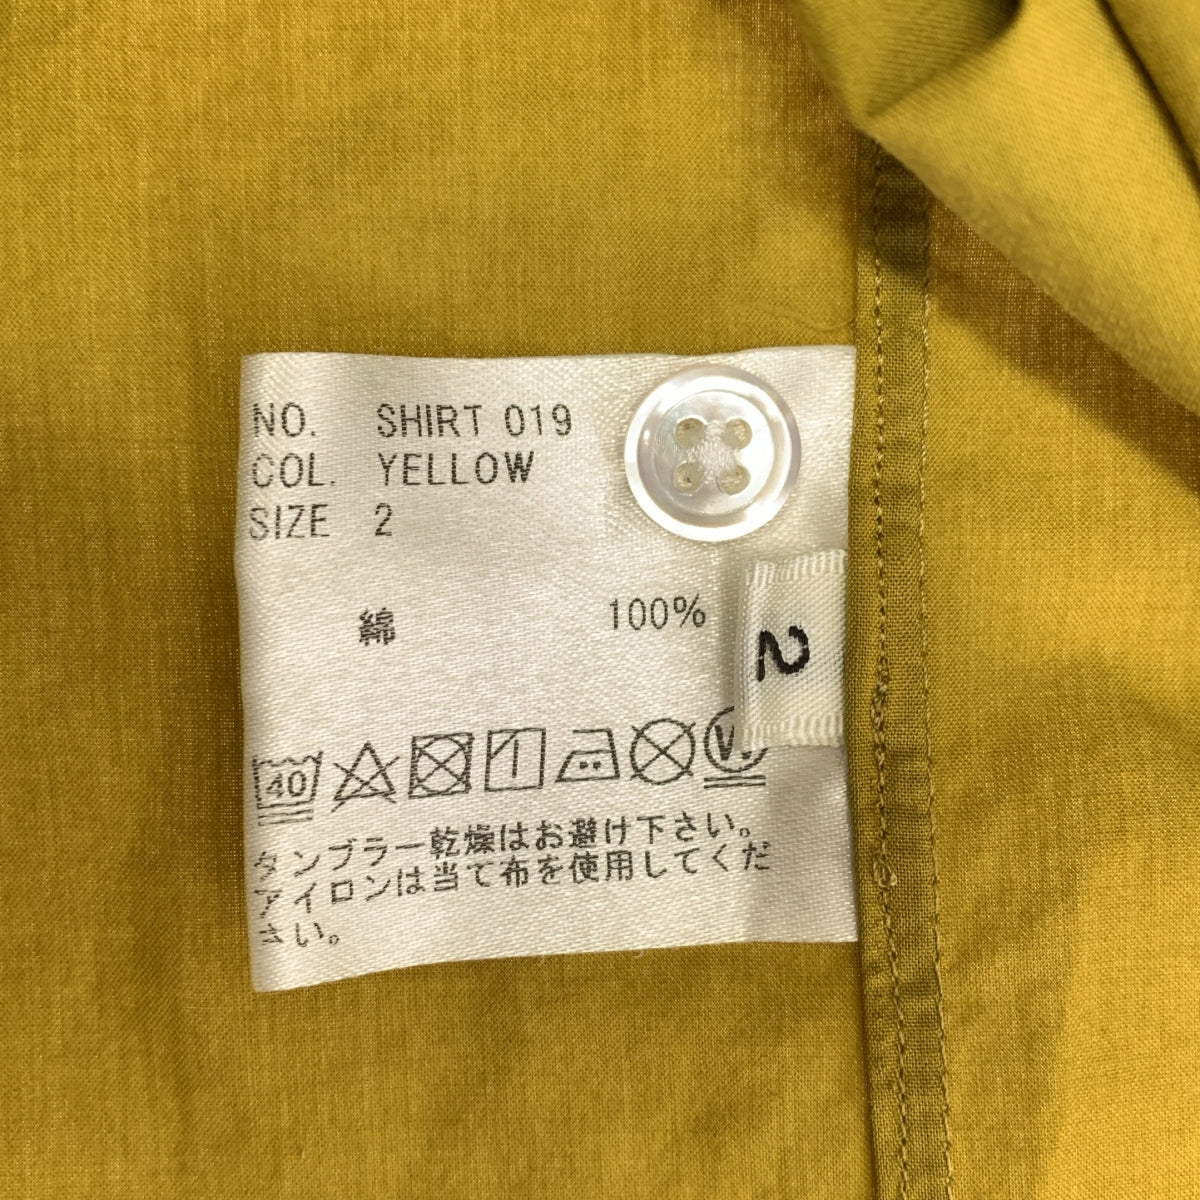 NO. SHIRT 019
COL. YELLOW
SIZE 2
綿 100%
2
40
タンブラー乾燥はお避け下さい。
アイロンは当て布を使用してくだ
さい。